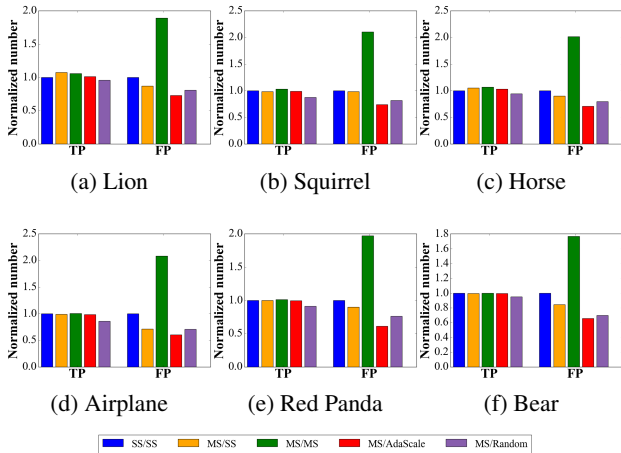 Normalized number
2.0
1.5
1.0
0.5
0.0
TP FP
(a) Lion
Normalized number
2.5
2.0
1.5
1.0
0.5
0.0
TP FP
(b) Squirrel
Normalized number
2.5
2.0
1.5
1.0
0.5
0.0
TP FP
(c) Horse
Normalized number
2.5
2.0
1.5
1.0
0.5
0.0
TP FP
(d) Airplane
Normalized number
2.0
1.5
1.0
0.5
0.0
TP FP
(e) Red Panda
Normalized number
1.8
1.6
1.4
1.2
1.0
0.8
0.6
0.4
0.2
0.0
TP FP
(f) Bear
SS/SS MS/SS MS/MS MS/AdaScale MS/Random